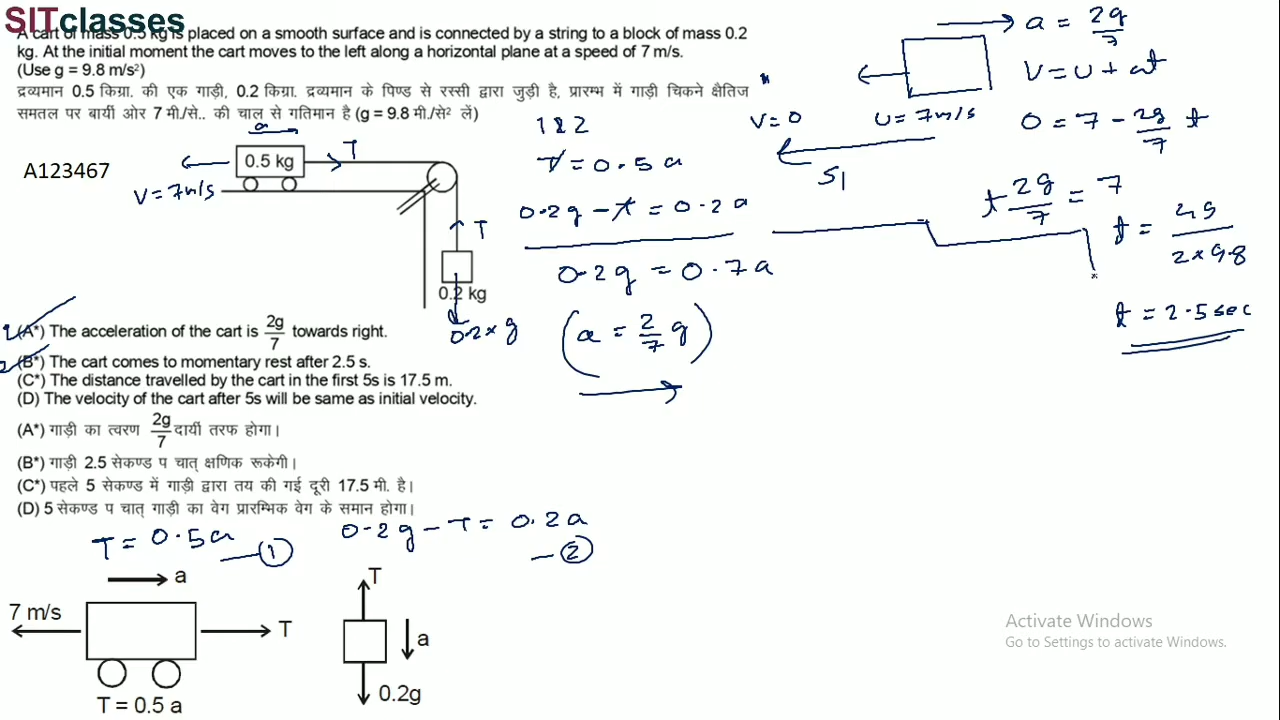 SITclasses
A cart of mass 0.5 kg is placed on a smooth surface and is connected by a string to a block of mass 0.2
kg. At the initial moment the cart moves to the left along a horizontal plane at a speed of 7 m/s.
(Use g = 9.8 m/s²)
द्रव्यमान 0.5 किग्रा. की एक गाड़ी, 0.2 किग्रा. द्रव्यमान के पिण्ड से रस्सी द्वारा जुड़ी है, प्रारम्भ में गाड़ी चिकने क्षैतिज
समतल पर बायीं ओर 7 मी./से.. की चाल से गतिमान है (g = 9.8 मी./से² लें)
A123467
a
0.5 kg
T
V = 7m/s
T
0.2 kg
0.2 × g
1 & 2
T = 0.5 a
0.2g – T = 0.2 a
0.2g = 0.7a
(a = 2/7 g)
a = 2g/7
V = U + at
V = 0
U = 7m/s
0 = 7 - 2g/7 t
S1
t 2g/7 = 7
t = 49/2×9.8
t = 2.5 sec
(A*) The acceleration of the cart is 2g/7 towards right.
(B*) The cart comes to momentary rest after 2.5 s.
(C*) The distance travelled by the cart in the first 5s is 17.5 m.
(D) The velocity of the cart after 5s will be same as initial velocity.
(A*) गाड़ी का त्वरण 2g/7 दायीं तरफ होगा।
(B*) गाड़ी 2.5 सेकण्ड प चात् क्षणिक रूकेगी।
(C*) पहले 5 सेकण्ड में गाड़ी द्वारा तय की गई दूरी 17.5 मी. है।
(D) 5 सेकण्ड प चात् गाड़ी का वेग प्रारम्भिक वेग के समान होगा।
T = 0.5a — 1
0.2g – T = 0.2a — 2
a
7 m/s
T
T = 0.5 a
T
a
0.2g
Activate Windows
Go to Settings to activate Windows.